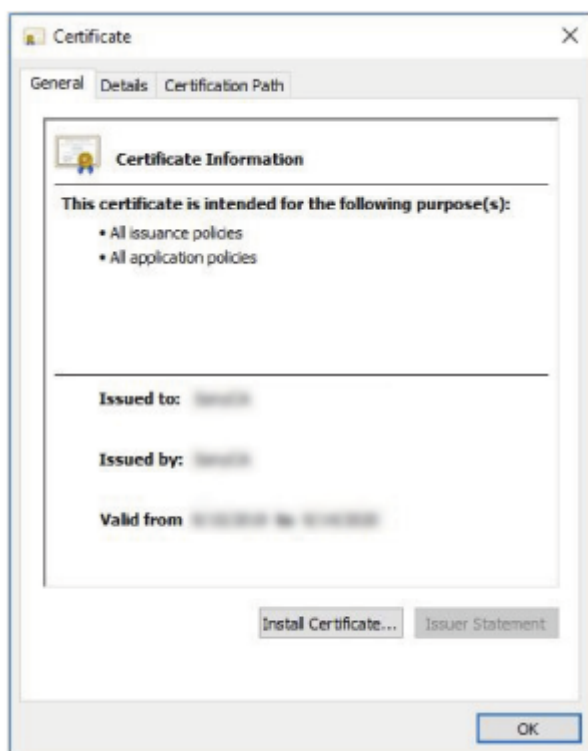 Certificate
General Details Certification Path
Certificate Information
This certificate is intended for the following purpose(s):
• All issuance policies
• All application policies
Issued to:
Issued by:
Valid from
Install Certificate... Issuer Statement
OK